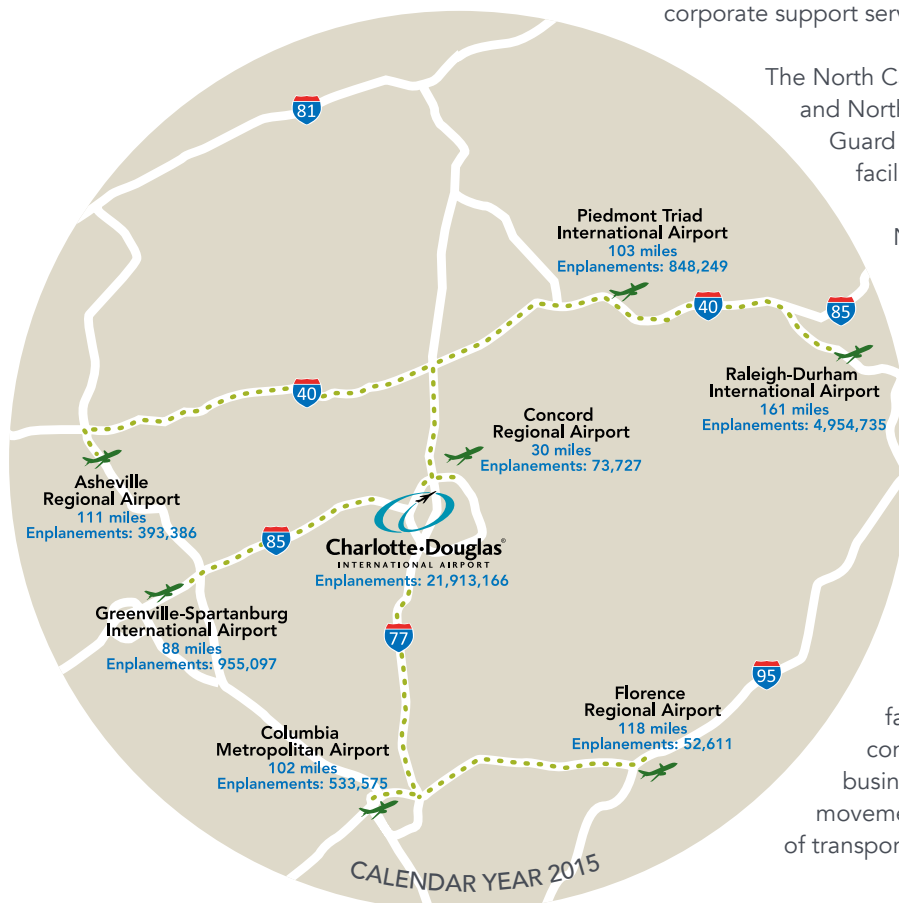 corporate support serv
The North C
and North
Guard
facil
N
81
Piedmont Triad
International Airport
103 miles
Enplanements: 848,249
40
85
Raleigh-Durham
International Airport
161 miles
Enplanements: 4,954,735
40
Concord
Regional Airport
30 miles
Enplanements: 73,727
Asheville
Regional Airport
111 miles
Enplanements: 393,386
85
Charlotte·Douglas®
INTERNATIONAL AIRPORT
Enplanements: 21,913,166
Greenville-Spartanburg
International Airport
88 miles
Enplanements: 955,097
77
95
Florence
Regional Airport
118 miles
Enplanements: 52,611
Columbia
Metropolitan Airport
102 miles
Enplanements: 533,575
fa
con
busin
moveme
of transpor
CALENDAR YEAR 2015